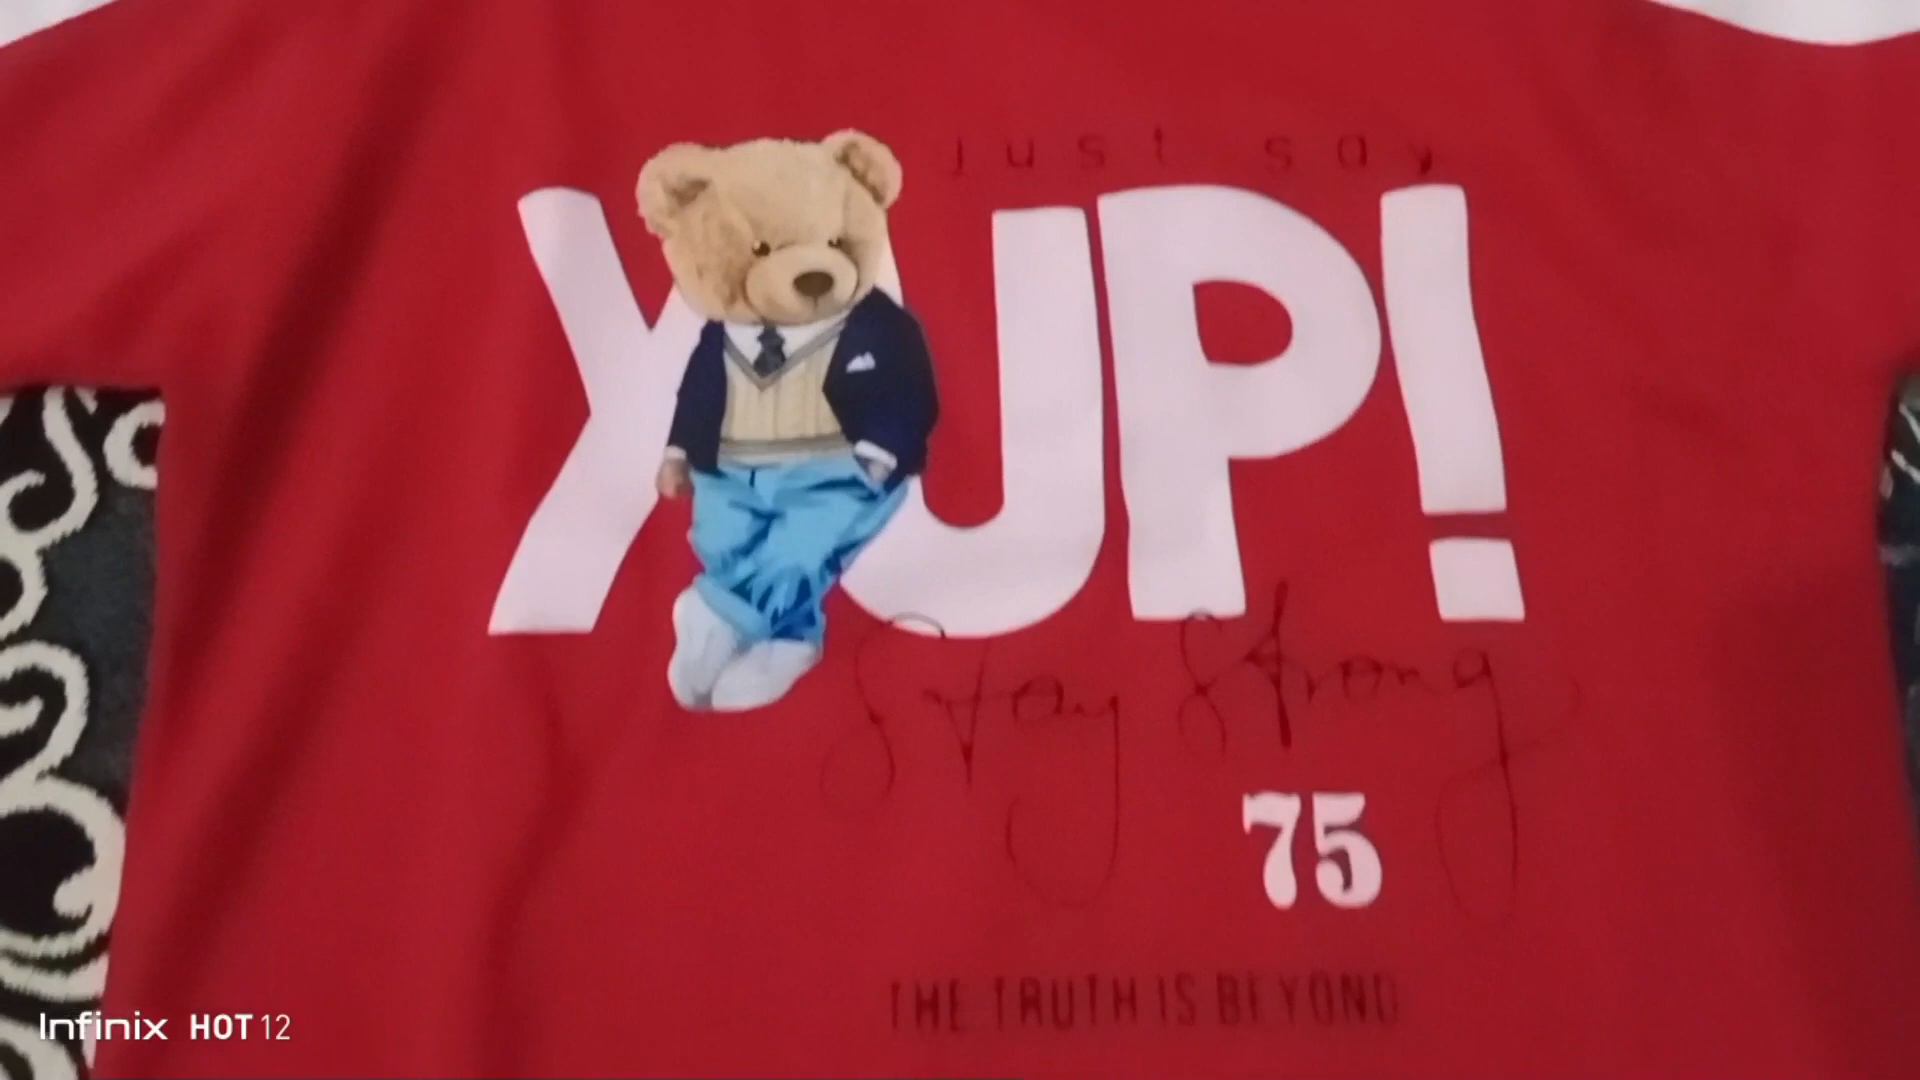 just say
YUP!
Stay Strong
75
THE TRUTH IS BEYOND
Infinix HOT 12